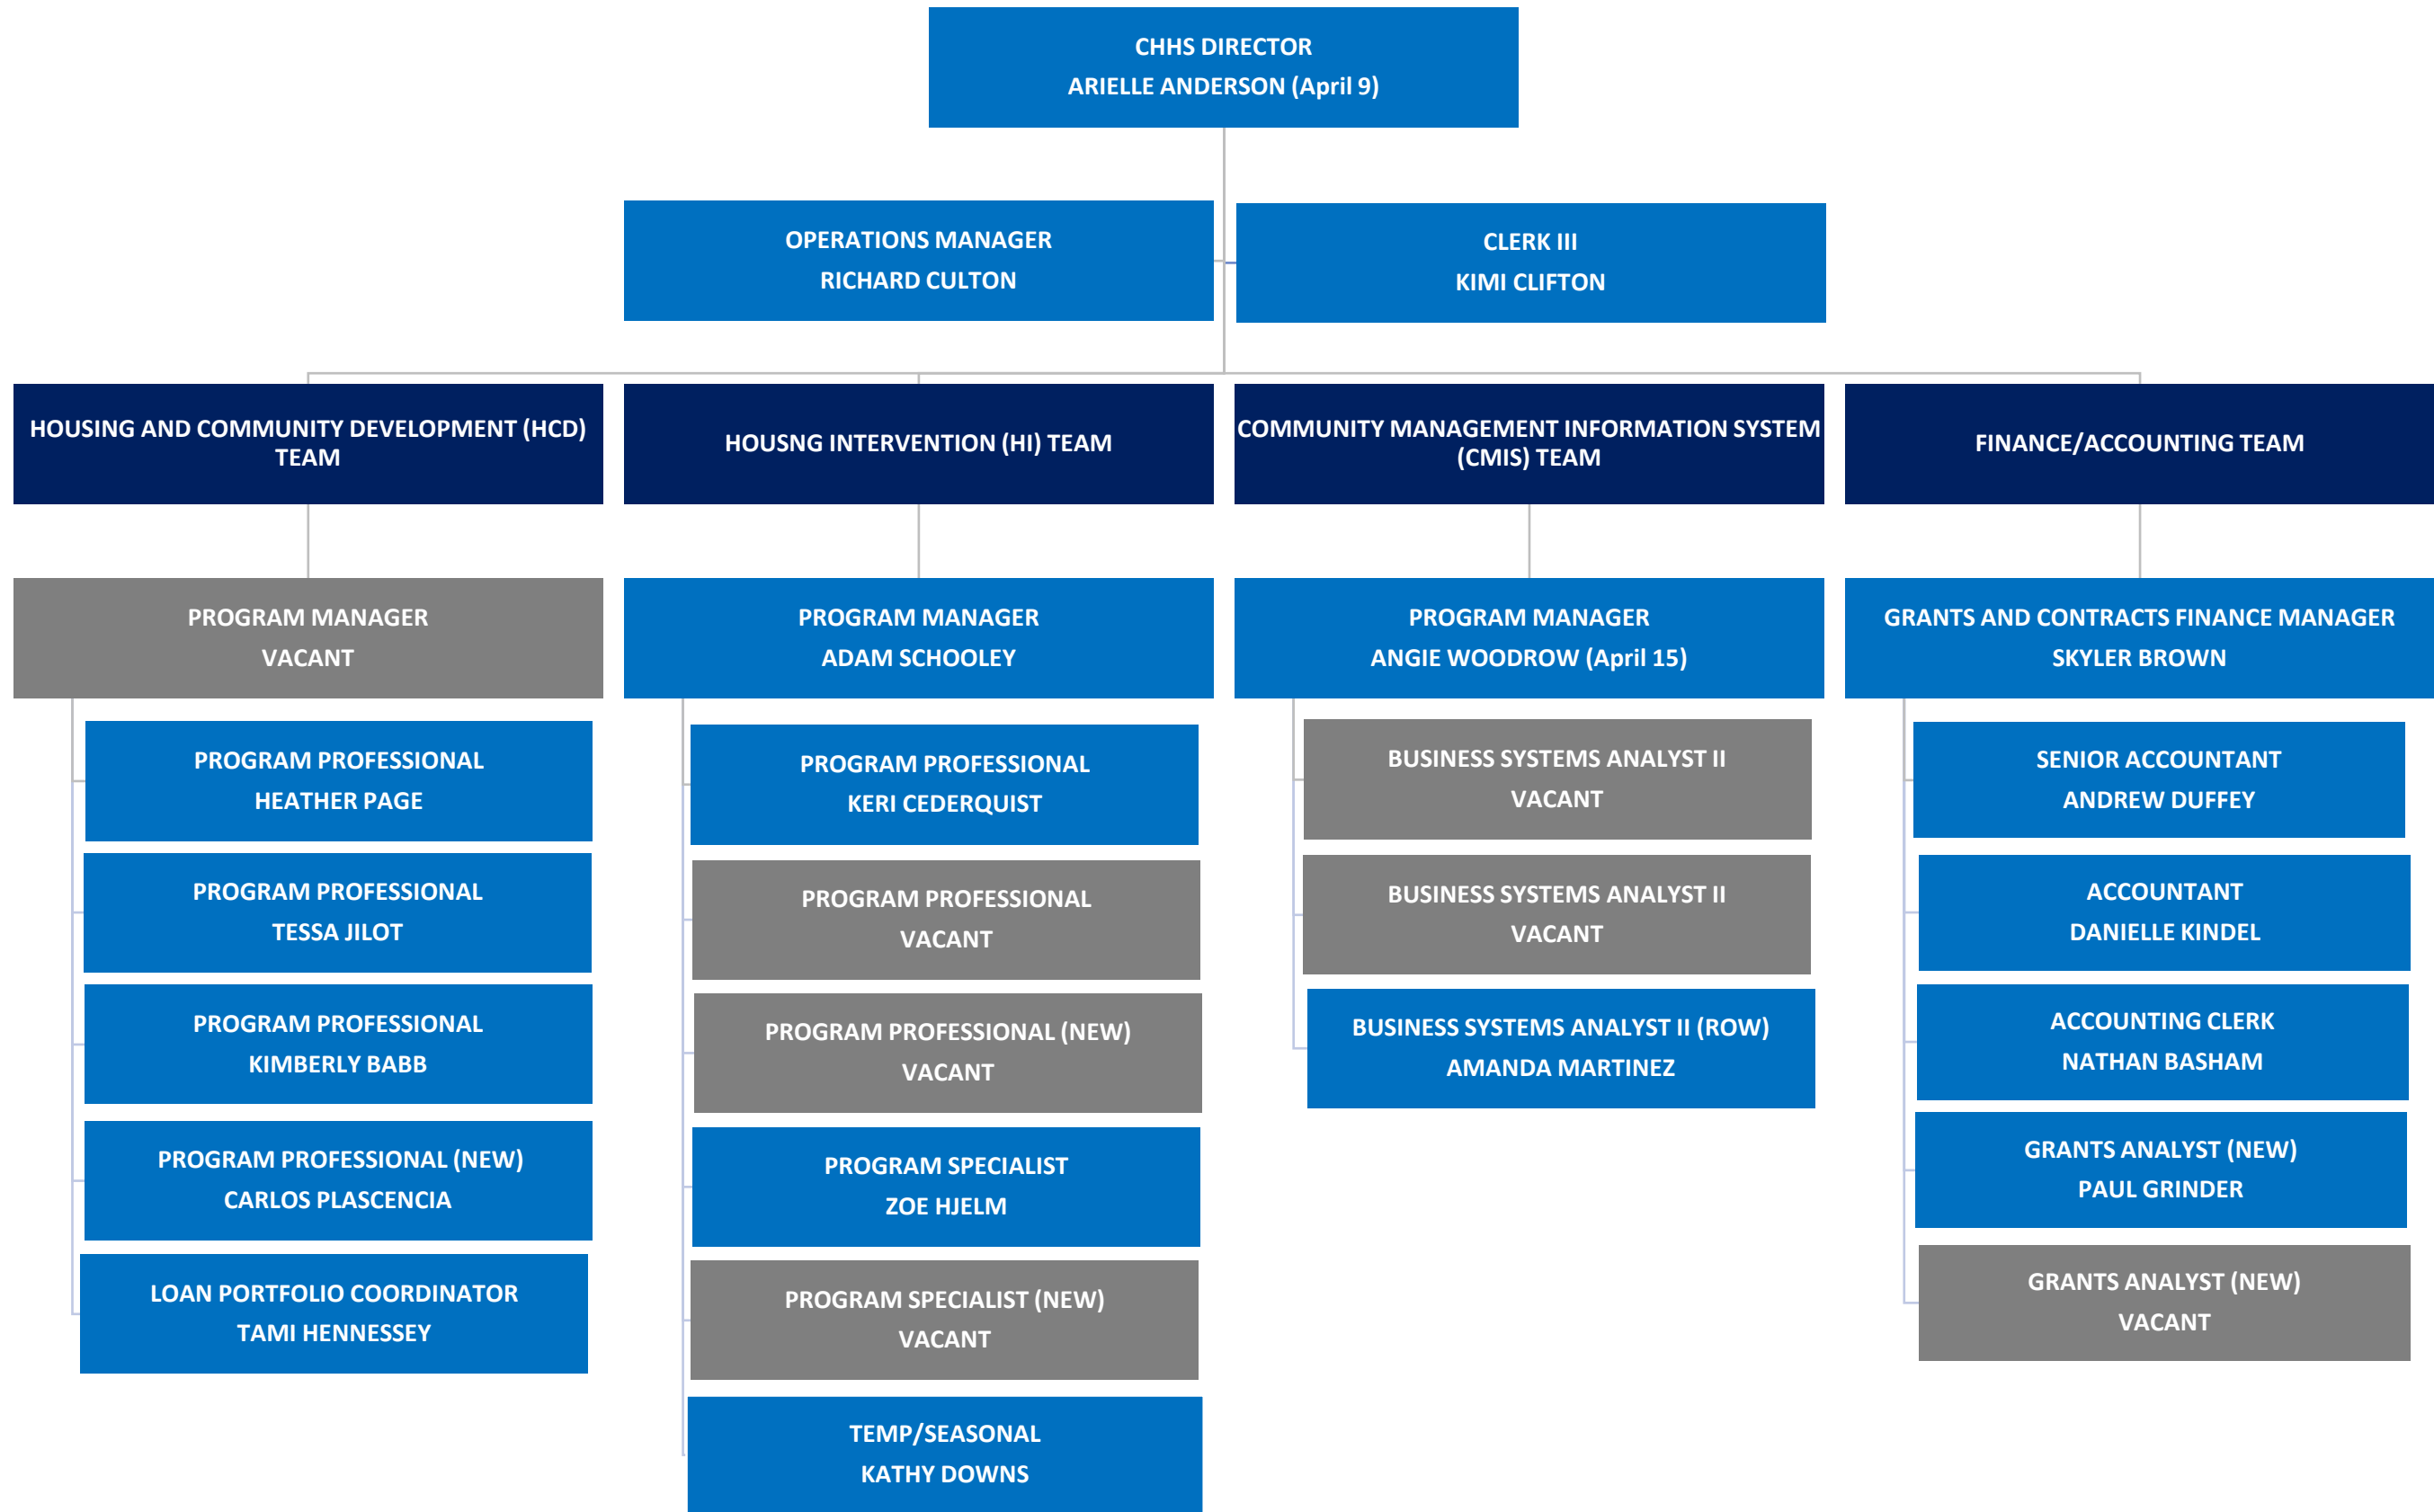 CHHS DIRECTOR
ARIELLE ANDERSON (April 9)
OPERATIONS MANAGER
RICHARD CULTON
CLERK III
KIMI CLIFTON
HOUSING AND COMMUNITY DEVELOPMENT (HCD)
TEAM
HOUSNG INTERVENTION (HI) TEAM
COMMUNITY MANAGEMENT INFORMATION SYSTEM
(CMIS) TEAM
FINANCE/ACCOUNTING TEAM
PROGRAM MANAGER
VACANT
PROGRAM PROFESSIONAL
HEATHER PAGE
PROGRAM PROFESSIONAL
TESSA JILOT
PROGRAM PROFESSIONAL
KIMBERLY BABB
PROGRAM PROFESSIONAL (NEW)
CARLOS PLASCENCIA
LOAN PORTFOLIO COORDINATOR
TAMI HENNESSEY
PROGRAM MANAGER
ADAM SCHOOLEY
PROGRAM PROFESSIONAL
KERI CEDERQUIST
PROGRAM PROFESSIONAL
VACANT
PROGRAM PROFESSIONAL (NEW)
VACANT
PROGRAM SPECIALIST
ZOE HJELM
PROGRAM SPECIALIST (NEW)
VACANT
TEMP/SEASONAL
KATHY DOWNS
PROGRAM MANAGER
ANGIE WOODROW (April 15)
BUSINESS SYSTEMS ANALYST II
VACANT
BUSINESS SYSTEMS ANALYST II
VACANT
BUSINESS SYSTEMS ANALYST II (ROW)
AMANDA MARTINEZ
GRANTS AND CONTRACTS FINANCE MANAGER
SKYLER BROWN
SENIOR ACCOUNTANT
ANDREW DUFFEY
ACCOUNTANT
DANIELLE KINDEL
ACCOUNTING CLERK
NATHAN BASHAM
GRANTS ANALYST (NEW)
PAUL GRINDER
GRANTS ANALYST (NEW)
VACANT